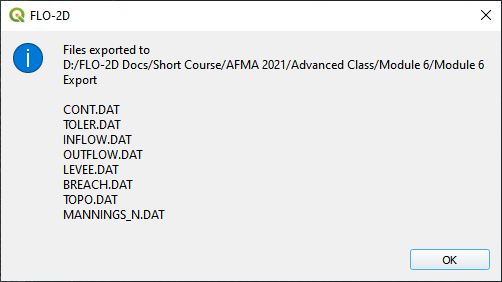 FLO-2D
Files exported to
D:/FLO-2D Docs/Short Course/AFMA 2021/Advanced Class/Module 6/Module 6
Export
CONT.DAT
TOLER.DAT
INFLOW.DAT
OUTFLOW.DAT
LEVEE.DAT
BREACH.DAT
TOPO.DAT
MANNINGS_N.DAT
OK